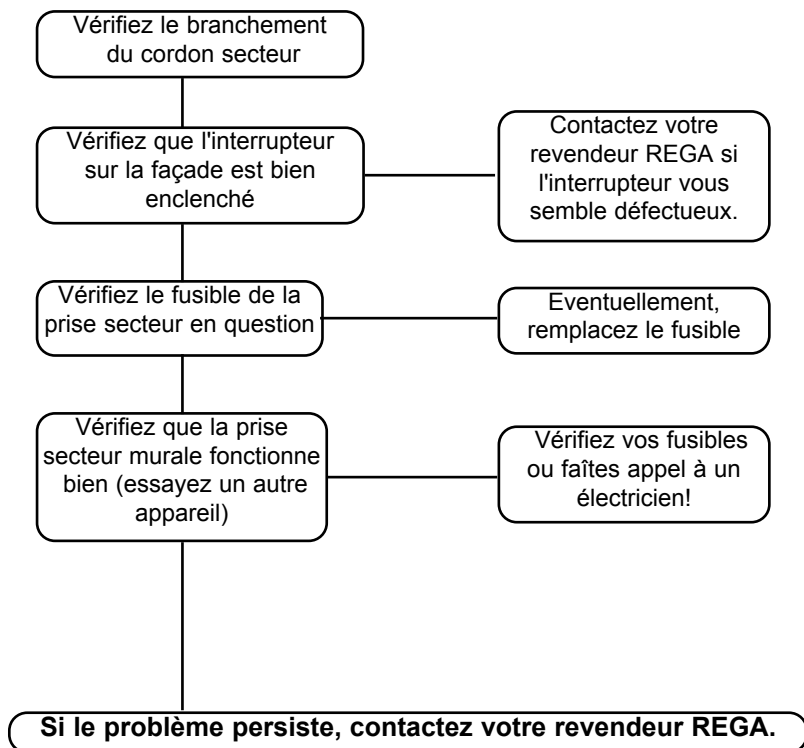 Vérifiez le branchement
du cordon secteur
Vérifiez que l'interrupteur
sur la façade est bien
enclenché
Contactez votre
revendeur REGA si
l'interrupteur vous
semble défectueux.
Vérifiez le fusible de la
prise secteur en question
Eventuellement,
remplacez le fusible
Vérifiez que la prise
secteur murale fonctionne
bien (essayez un autre
appareil)
Vérifiez vos fusibles
ou faîtes appel à un
électricien!
Si le problème persiste, contactez votre revendeur REGA.